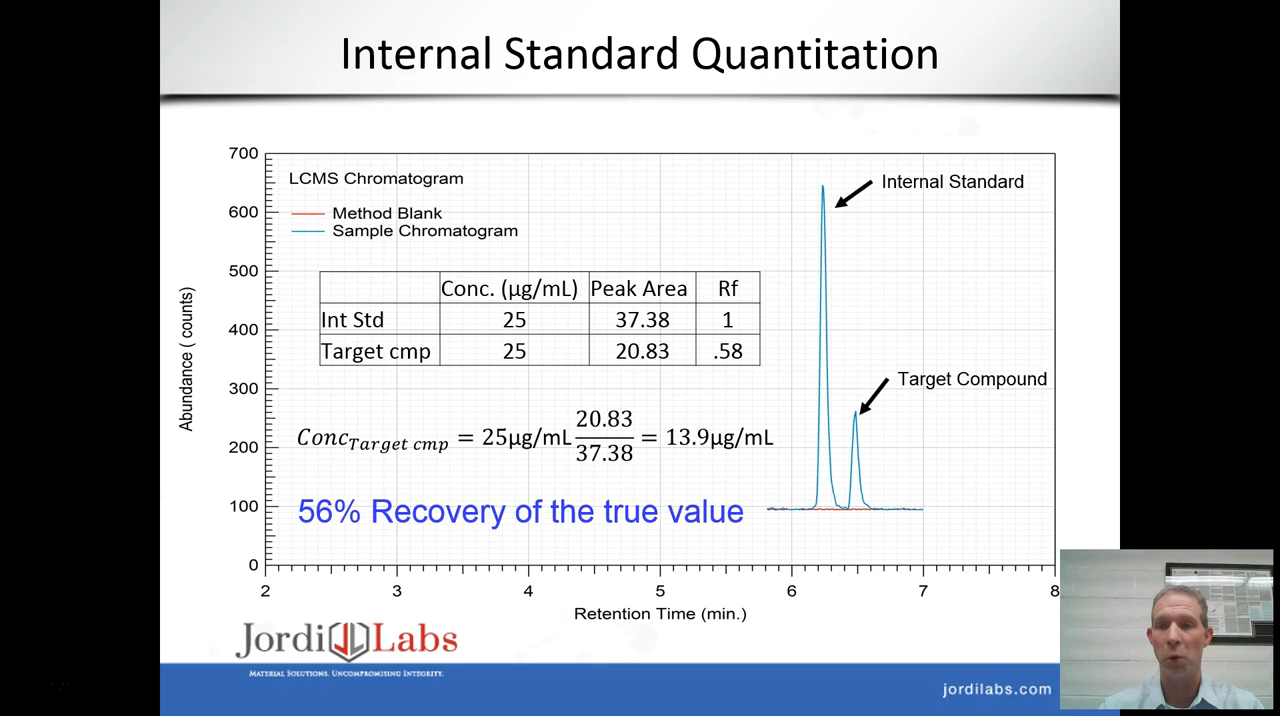 Internal Standard Quantitation
700
600
500
400
300
200
100
0
Abundance ( counts)
LCMS Chromatogram
Method Blank
Sample Chromatogram
Internal Standard
Target Compound
Conc. (µg/mL) Peak Area Rf
Int Std 25 37.38 1
Target cmp 25 20.83 .58
Conc_Target cmp = 25µg/mL 20.83/37.38 = 13.9µg/mL
56% Recovery of the true value
2 3 4 5 6 7 8
Retention Time (min.)
Jordi Labs
MATERIAL SOLUTIONS. UNCOMPROMISING INTEGRITY.
jordilabs.com